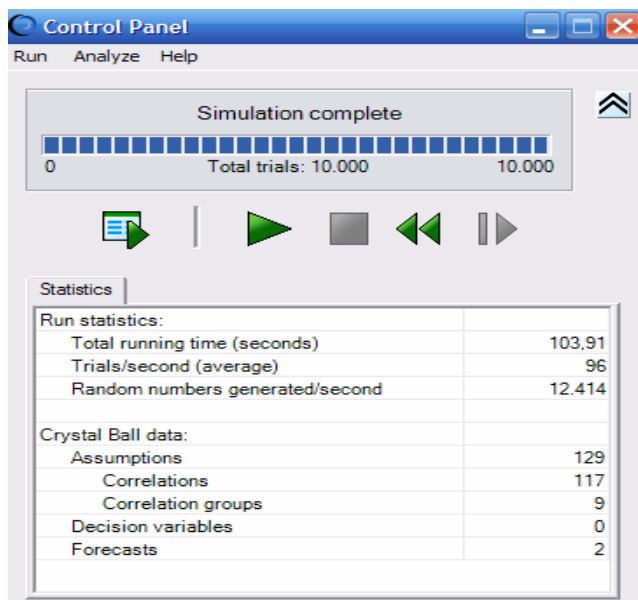 Control Panel
Run Analyze Help
Simulation complete
0 Total trials: 10.000 10.000
Statistics
Run statistics:
Total running time (seconds) 103,91
Trials/second (average) 96
Random numbers generated/second 12.414
Crystal Ball data:
Assumptions 129
Correlations 117
Correlation groups 9
Decision variables 0
Forecasts 2